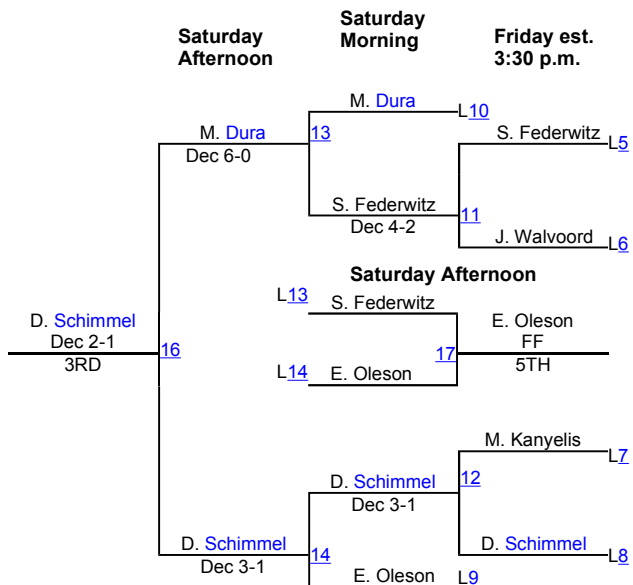 Saturday
Afternoon
Saturday
Morning
Friday est.
3:30 p.m.
M. Dura
L10
M. Dura
13
S. Federwitz
L5
Dec 6-0
S. Federwitz
11
Dec 4-2
J. Walvoord
L6
Saturday Afternoon
L13
S. Federwitz
D. Schimmel
E. Oleson
Dec 2-1
16
17
FF
3RD
L14
E. Oleson
5TH
M. Kanyelis
L7
D. Schimmel
12
Dec 3-1
D. Schimmel
14
D. Schimmel
L8
Dec 3-1
E. Oleson
L9